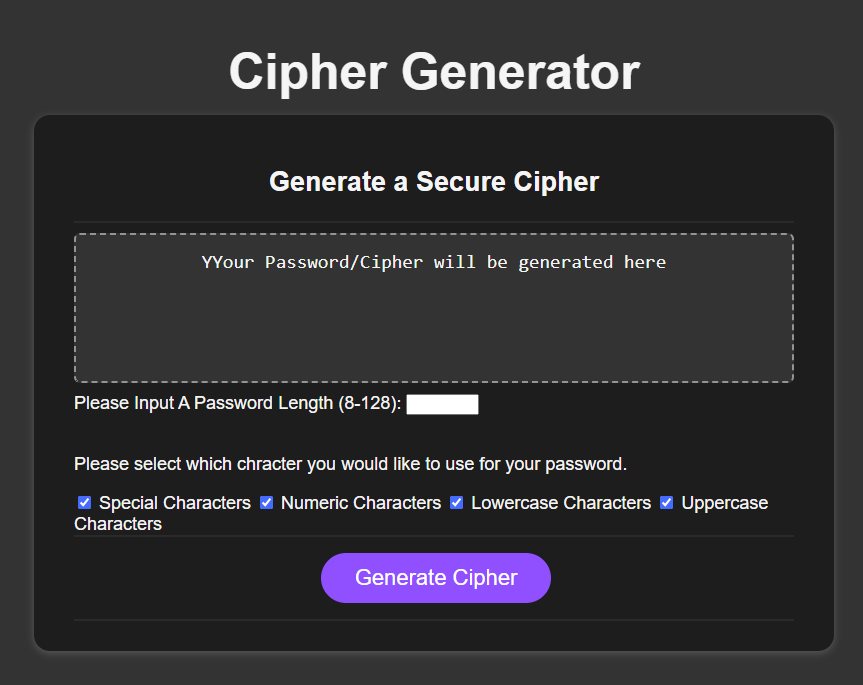 Cipher Generator
Generate a Secure Cipher
YYour Password/Cipher will be generated here
Please Input A Password Length (8-128):
Please select which chracter you would like to use for your password.
Special Characters Numeric Characters Lowercase Characters Uppercase
Characters
Generate Cipher